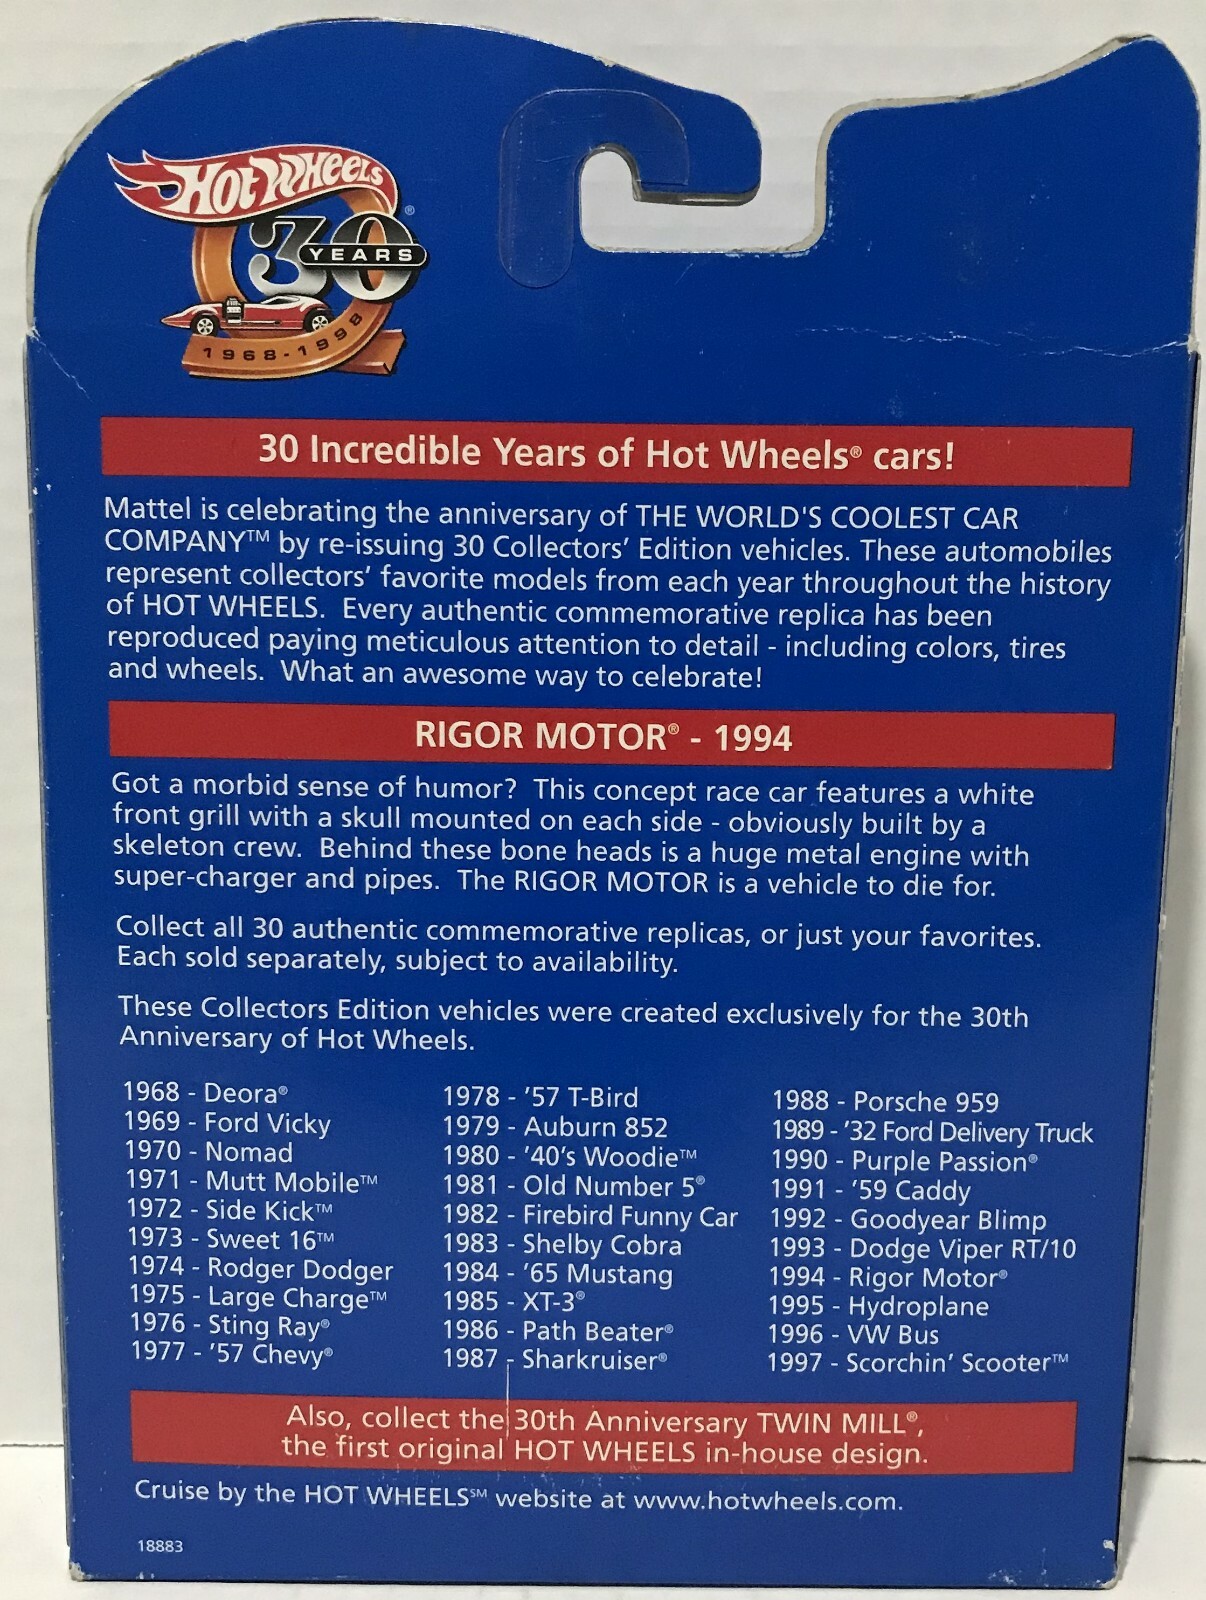 HOT WHEELS®
30
YEARS
1968-1998
30 Incredible Years of Hot Wheels® cars!
Mattel is celebrating the anniversary of THE WORLD'S COOLEST CAR
COMPANY™ by re-issuing 30 Collectors' Edition vehicles. These automobiles
represent collectors' favorite models from each year throughout the history
of HOT WHEELS. Every authentic commemorative replica has been
reproduced paying meticulous attention to detail - including colors, tires
and wheels. What an awesome way to celebrate!
RIGOR MOTOR® - 1994
Got a morbid sense of humor? This concept race car features a white
front grill with a skull mounted on each side - obviously built by a
skeleton crew. Behind these bone heads is a huge metal engine with
super-charger and pipes. The RIGOR MOTOR is a vehicle to die for.
Collect all 30 authentic commemorative replicas, or just your favorites.
Each sold separately, subject to availability.
These Collectors Edition vehicles were created exclusively for the 30th
Anniversary of Hot Wheels.
1968 - Deora®
1969 - Ford Vicky
1970 - Nomad
1971 - Mutt Mobile™
1972 - Side Kick™
1973 - Sweet 16™
1974 - Rodger Dodger
1975 - Large Charge™
1976 - Sting Ray®
1977 - '57 Chevy®
1978 - '57 T-Bird
1979 - Auburn 852
1980 - '40's Woodie™
1981 - Old Number 5®
1982 - Firebird Funny Car
1983 - Shelby Cobra
1984 - '65 Mustang
1985 - XT-3®
1986 - Path Beater®
1987 - Sharkruiser®
1988 - Porsche 959
1989 - '32 Ford Delivery Truck
1990 - Purple Passion®
1991 - '59 Caddy
1992 - Goodyear Blimp
1993 - Dodge Viper RT/10
1994 - Rigor Motor®
1995 - Hydroplane
1996 - VW Bus
1997 - Scorchin' Scooter™
Also, collect the 30th Anniversary TWIN MILL®,
the first original HOT WHEELS in-house design.
Cruise by the HOT WHEELS℠ website at www.hotwheels.com.
18883